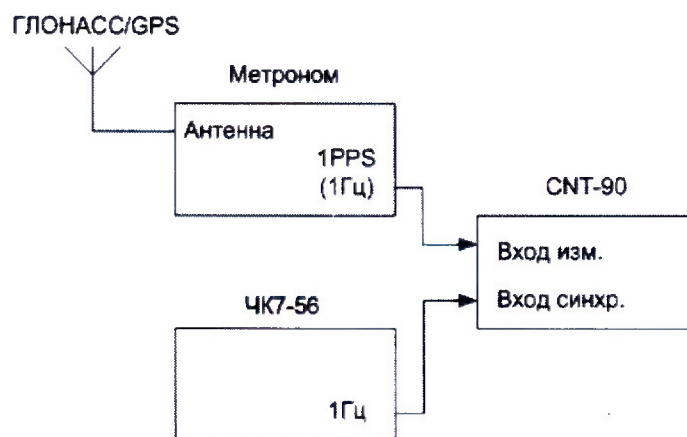 ГЛОНАСС/GPS
Метроном
Антенна
1PPS
(1Гц)
CNT-90
Вход изм.
Вход синхр.
ЧК7-56
1Гц